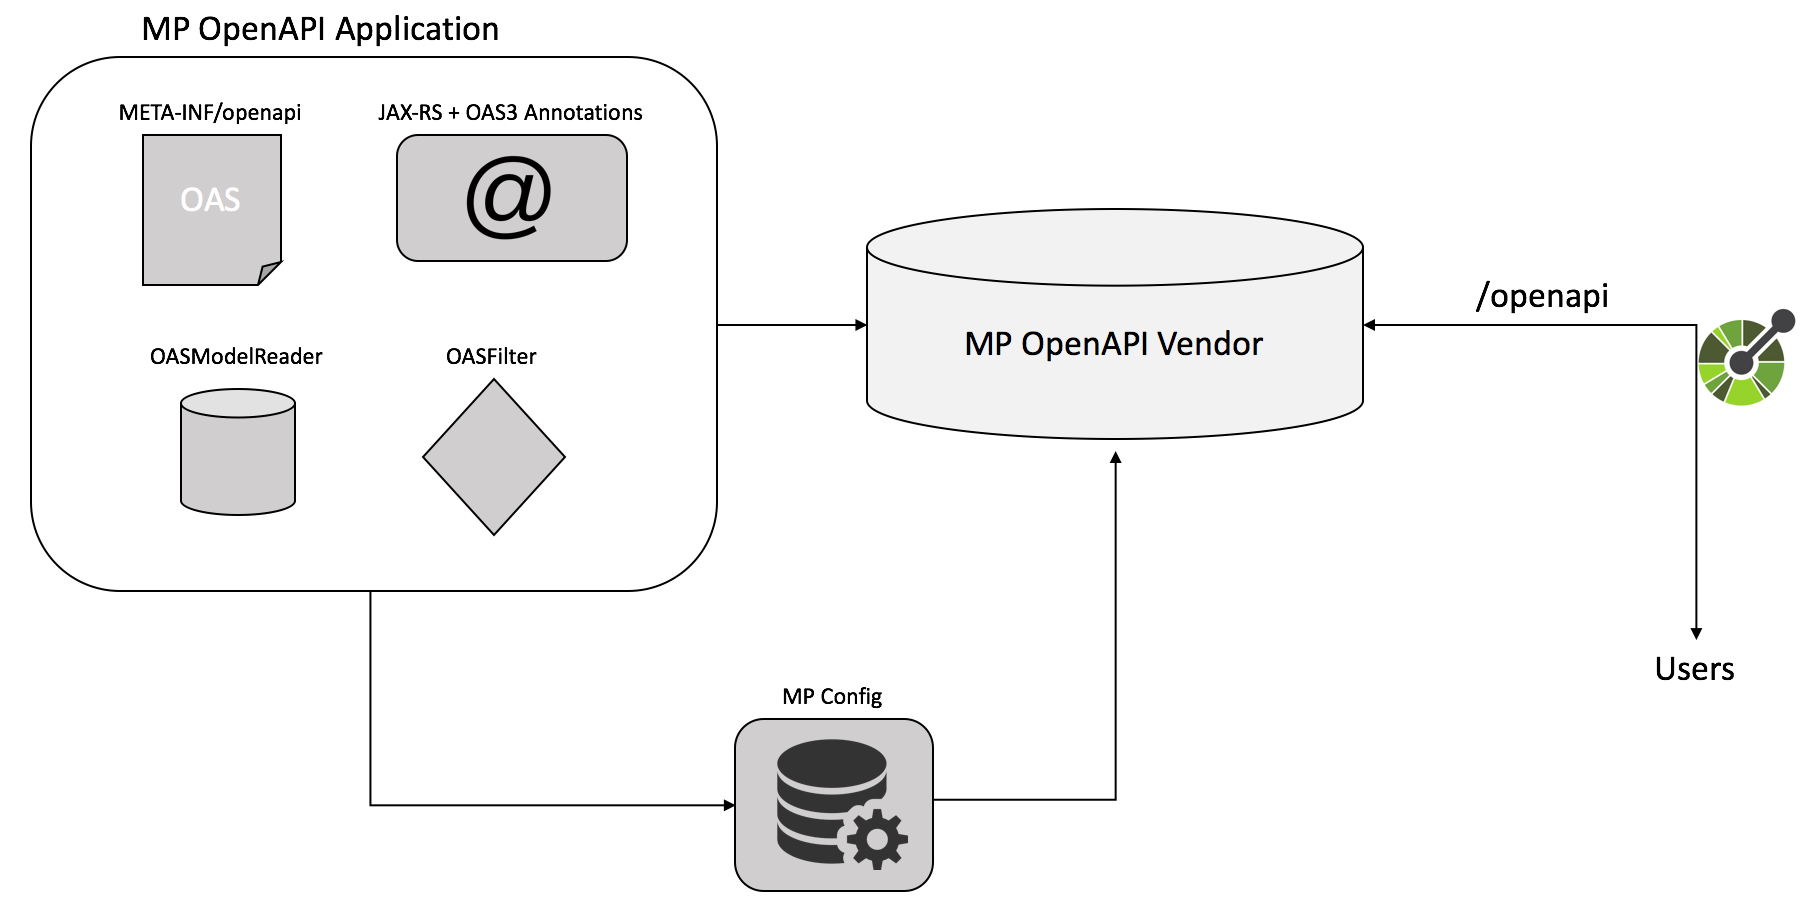 MP OpenAPI Application
META-INF/openapi
JAX-RS + OAS3 Annotations
OAS
@
OASModelReader
OASFilter
MP OpenAPI Vendor
/openapi
Users
MP Config